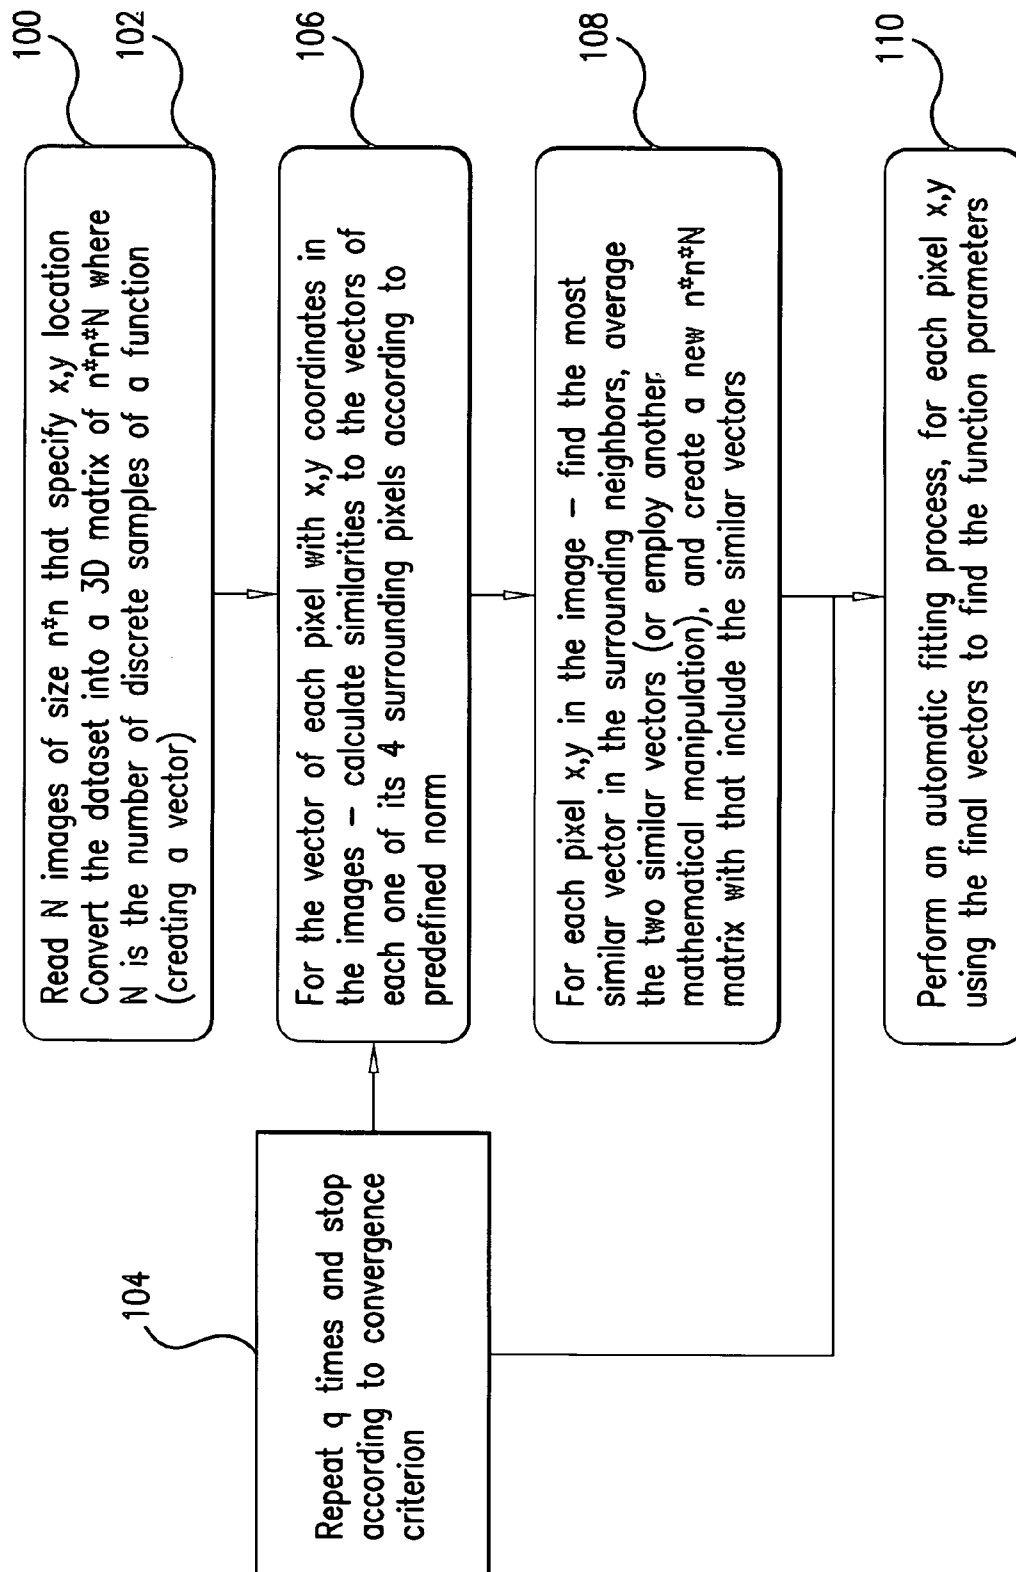 100
Read N images of size n*n that specify x,y location
Convert the dataset into a 3D matrix of n*n*N where
N is the number of discrete samples of a function
(creating a vector)
102
104
Repeat q times and stop
according to convergence
criterion
106
For the vector of each pixel with x,y coordinates in
the images – calculate similarities to the vectors of
each one of its 4 surrounding pixels according to
predefined norm
108
For each pixel x,y in the image – find the most
similar vector in the surrounding neighbors, average
the two similar vectors (or employ another
mathematical manipulation), and create a new n*n*N
matrix with that include the similar vectors
110
Perform an automatic fitting process, for each pixel x,y
using the final vectors to find the function parameters